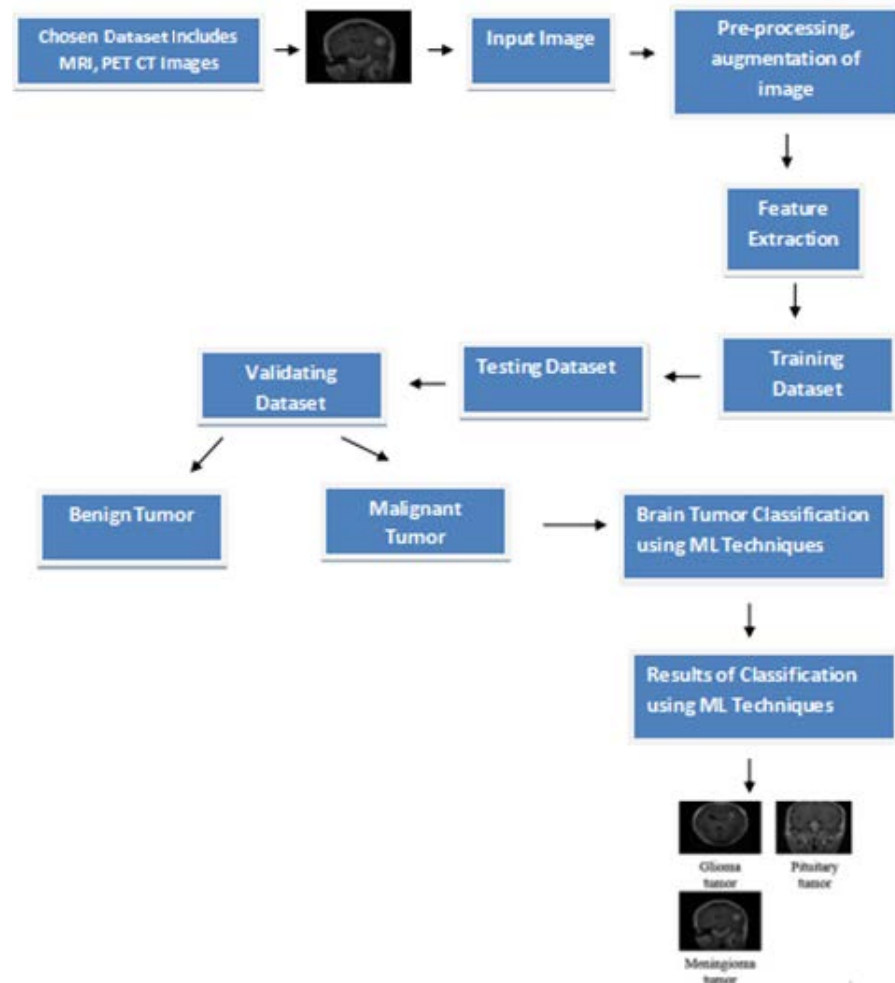 Chosen Dataset Includes
MRI, PET CT Images
Input Image
Pre-processing,
augmentation of
image
Feature
Extraction
Training
Dataset
Testing Dataset
Validating
Dataset
Benign Tumor
Malignant
Tumor
Brain Tumor Classification
using ML Techniques
Results of Classification
using ML Techniques
Glioma
tumor
Pituitary
tumor
Meningioma
tumor